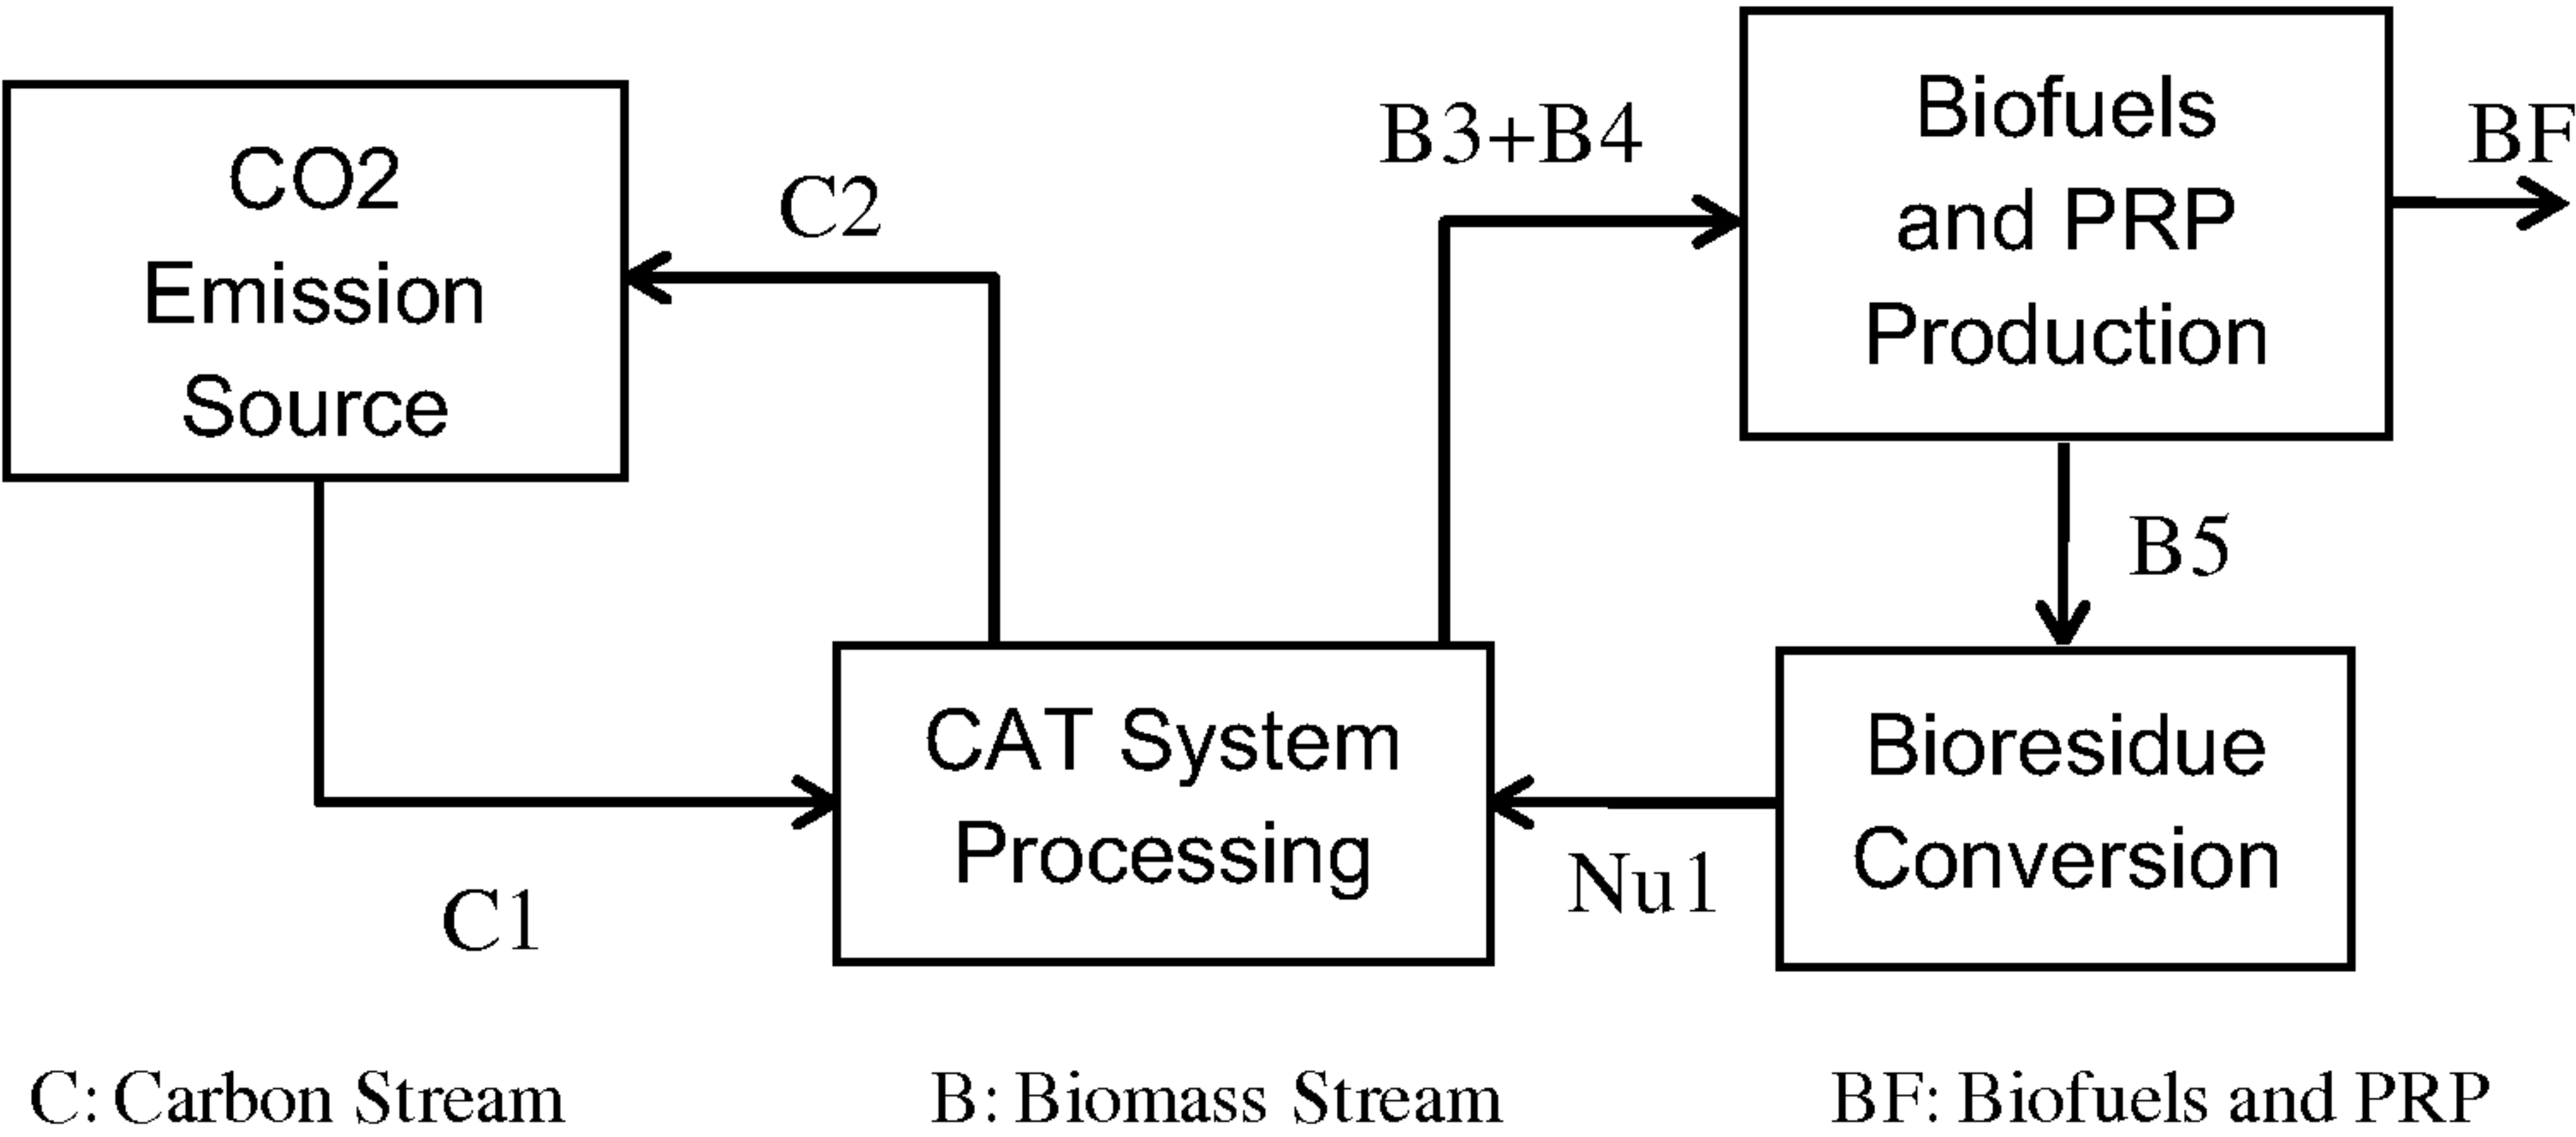 CO2
Emission
Source
C2
C1
CAT System
Processing
B3+B4
Biofuels
and PRP
Production
BF
B5
Bioresidue
Conversion
Nu1
C: Carbon Stream
B: Biomass Stream
BF: Biofuels and PRP